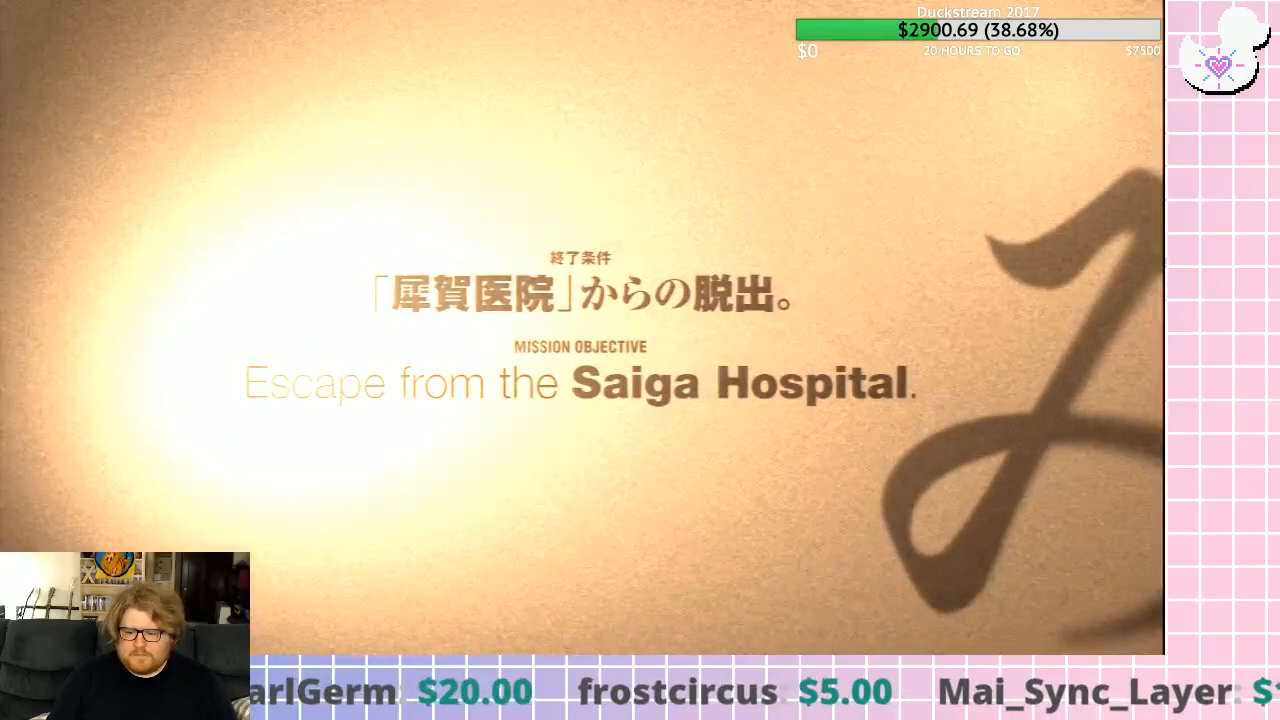 Duckstream 2017
$2900.69 (38.68%)
$0
20 HOURS TO GO
$7500
終了条件
「犀賀医院」からの脱出。
MISSION OBJECTIVE
Escape from the Saiga Hospital.
arlGerm: $20.00 frostcircus: $5.00 Mai_Sync_Layer: $1